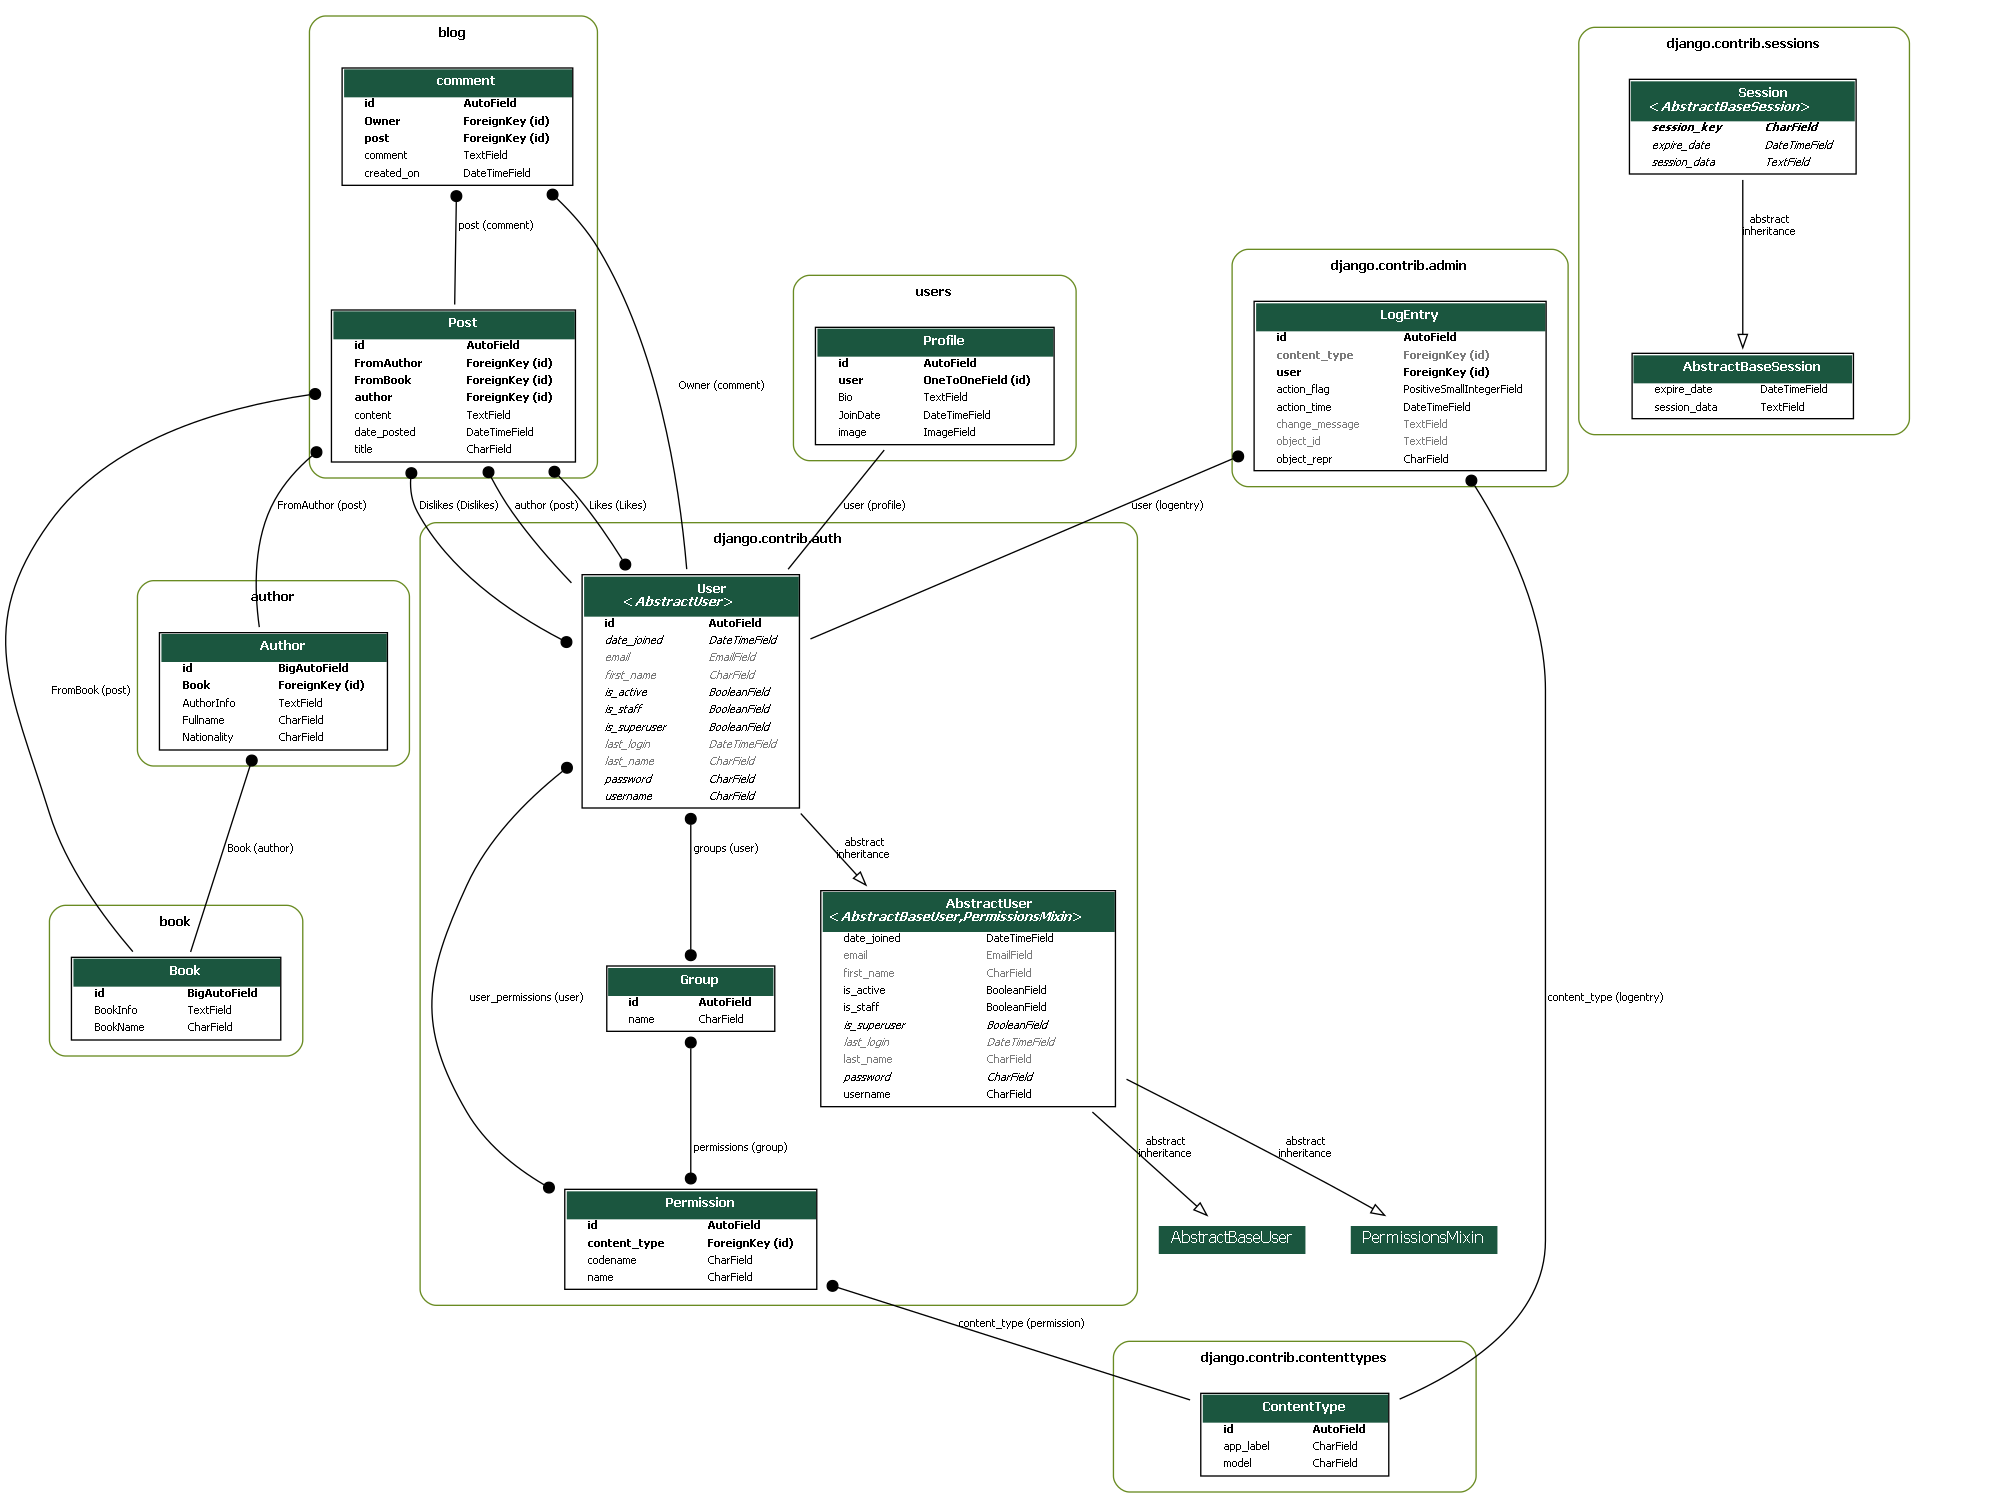 blog
comment
id AutoField
Owner ForeignKey (id)
post ForeignKey (id)
comment TextField
created_on DateTimeField
post (comment)
Post
id AutoField
FromAuthor ForeignKey (id)
FromBook ForeignKey (id)
author ForeignKey (id)
content TextField
date_posted DateTimeField
title CharField
Owner (comment)
users
Profile
id AutoField
user OneToOneField (id)
Bio TextField
JoinDate DateTimeField
image ImageField
django.contrib.admin
LogEntry
id AutoField
content_type ForeignKey (id)
user ForeignKey (id)
action_flag PositiveSmallIntegerField
action_time DateTimeField
change_message TextField
object_id TextField
object_repr CharField
django.contrib.sessions
Session
<AbstractBaseSession>
session_key CharField
expire_date DateTimeField
session_data TextField
abstract
inheritance
AbstractBaseSession
expire_date DateTimeField
session_data TextField
FromAuthor (post)
Dislikes (Dislikes)
author (post)
Likes (Likes)
user (profile)
user (logentry)
django.contrib.auth
User
<AbstractUser>
id AutoField
date_joined DateTimeField
email EmailField
first_name CharField
is_active BooleanField
is_staff BooleanField
is_superuser BooleanField
last_login DateTimeField
last_name CharField
password CharField
username CharField
author
Author
id BigAutoField
Book ForeignKey (id)
AuthorInfo TextField
Fullname CharField
Nationality CharField
FromBook (post)
Book (author)
book
Book
id BigAutoField
BookInfo TextField
BookName CharField
groups (user)
abstract
inheritance
AbstractUser
<AbstractBaseUser,PermissionsMixin>
date_joined DateTimeField
email EmailField
first_name CharField
is_active BooleanField
is_staff BooleanField
is_superuser BooleanField
last_login DateTimeField
last_name CharField
password CharField
username CharField
user_permissions (user)
Group
id AutoField
name CharField
content_type (logentry)
permissions (group)
abstract
inheritance
abstract
inheritance
Permission
id AutoField
content_type ForeignKey (id)
codename CharField
name CharField
AbstractBaseUser
PermissionsMixin
content_type (permission)
django.contrib.contenttypes
ContentType
id AutoField
app_label CharField
model CharField